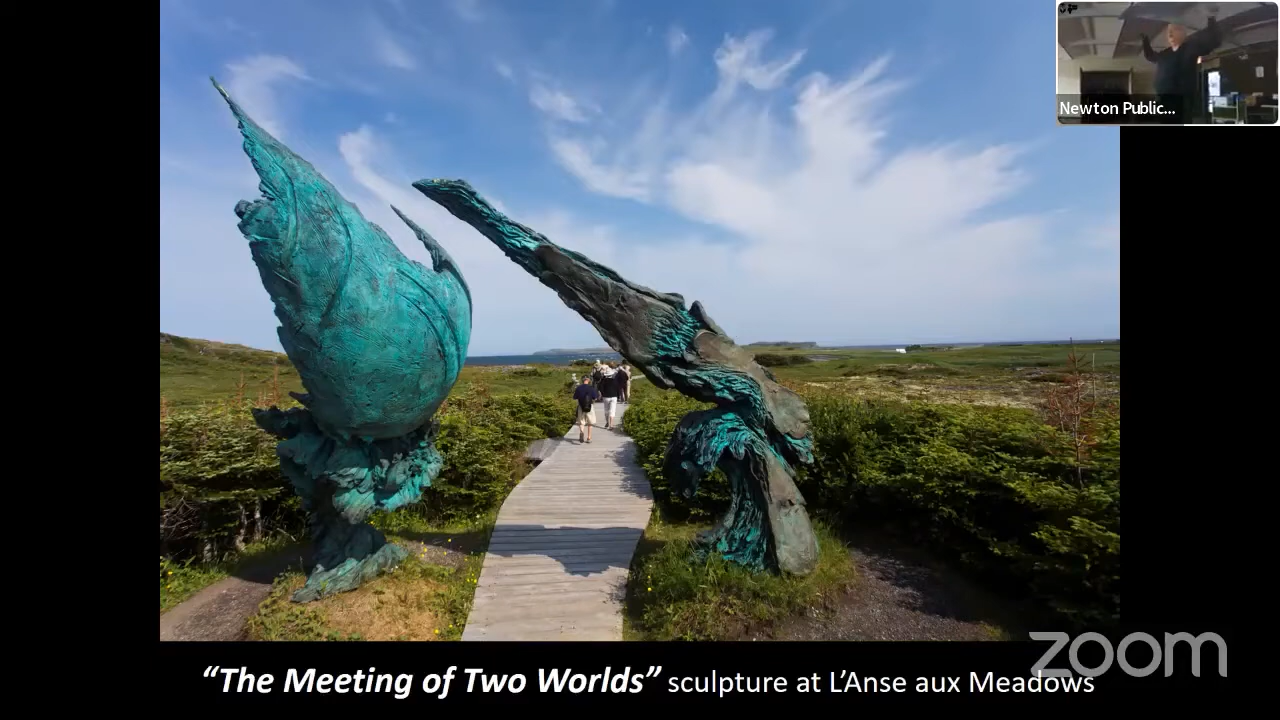 Newton Public...
“The Meeting of Two Worlds” sculpture at L’Anse aux Meadows
zoom